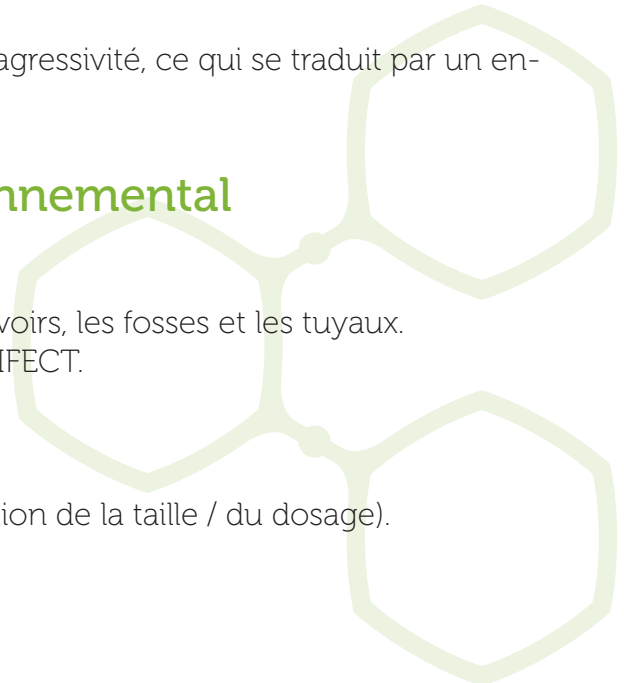 agressivité, ce qui se traduit par un en-
nnemental
voirs, les fosses et les tuyaux.
IFECT.
ion de la taille / du dosage).